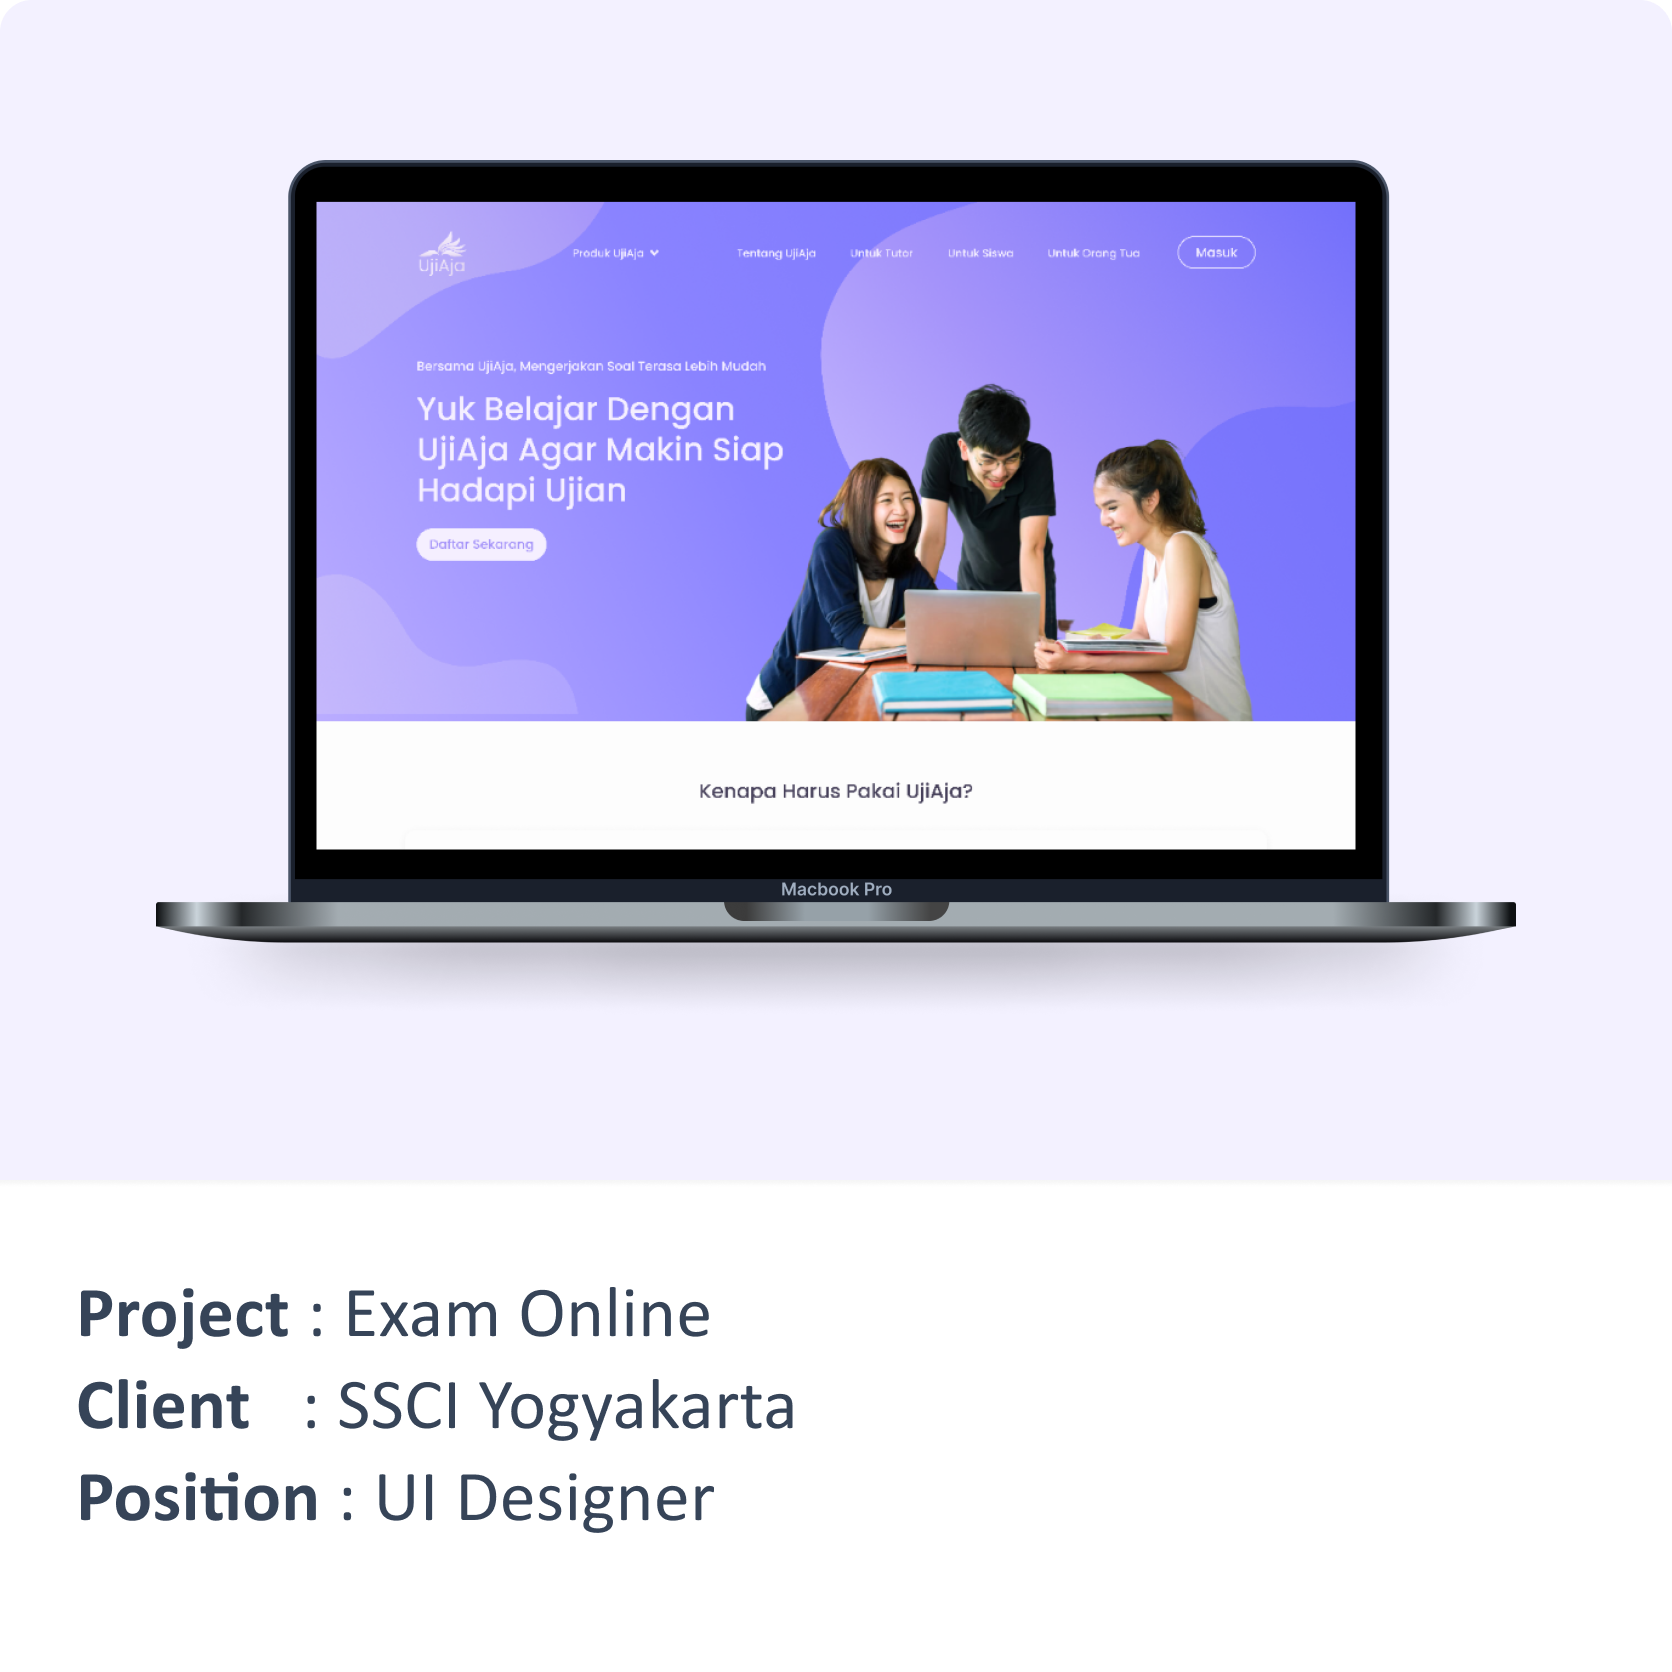 UjiAja
Produk UjiAja
Tentang UjiAja
Untuk Tutor
Untuk Siswa
Untuk Orang Tua
Masuk
Bersama UjiAja, Mengerjakan Soal Terasa Lebih Mudah
Yuk Belajar Dengan
UjiAja Agar Makin Siap
Hadapi Ujian
Daftar Sekarang
Kenapa Harus Pakai UjiAja?
Macbook Pro
Project : Exam Online
Client : SSCI Yogyakarta
Position : UI Designer